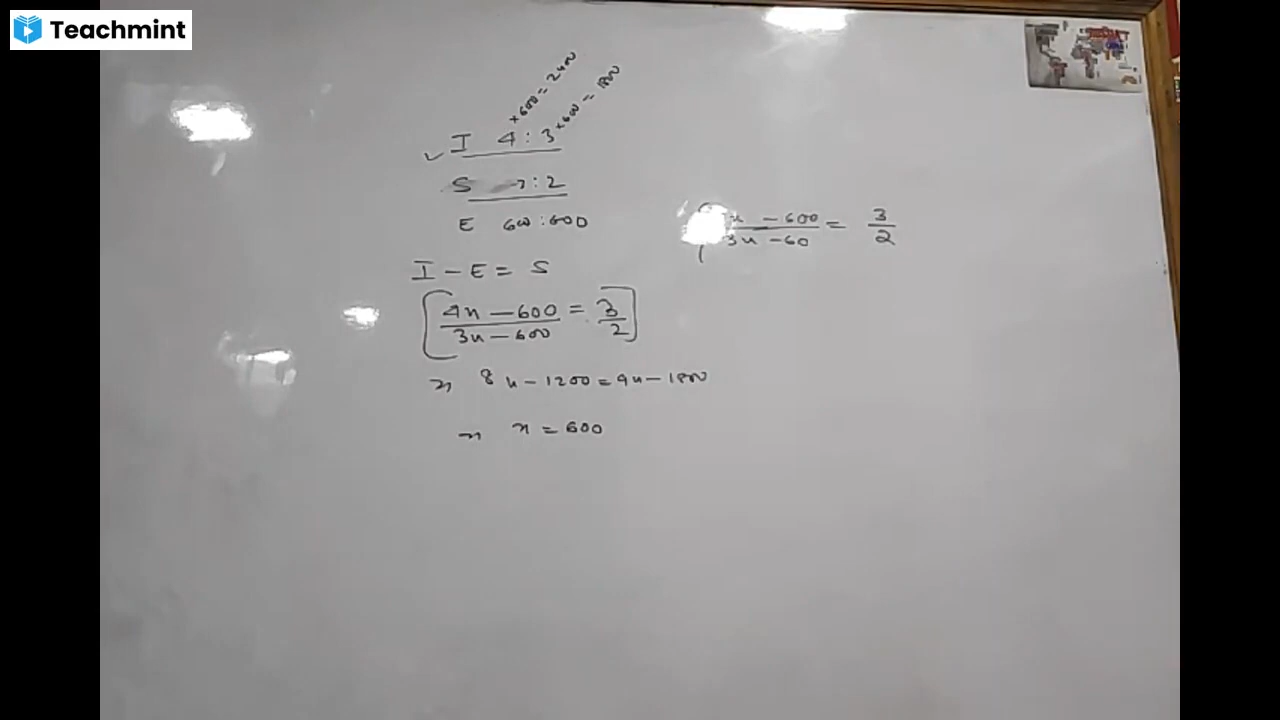 Teachmint
×600 = 2400
×600 = 1800
I 4 : 3
S 3 : 2
E 600 : 600
I - E = S
4x - 600 / 3x - 600 = 3 / 2
⇒ 8x - 1200 = 9x - 1800
⇒ x = 600
x - 600 / 3x - 60 = 3 / 2